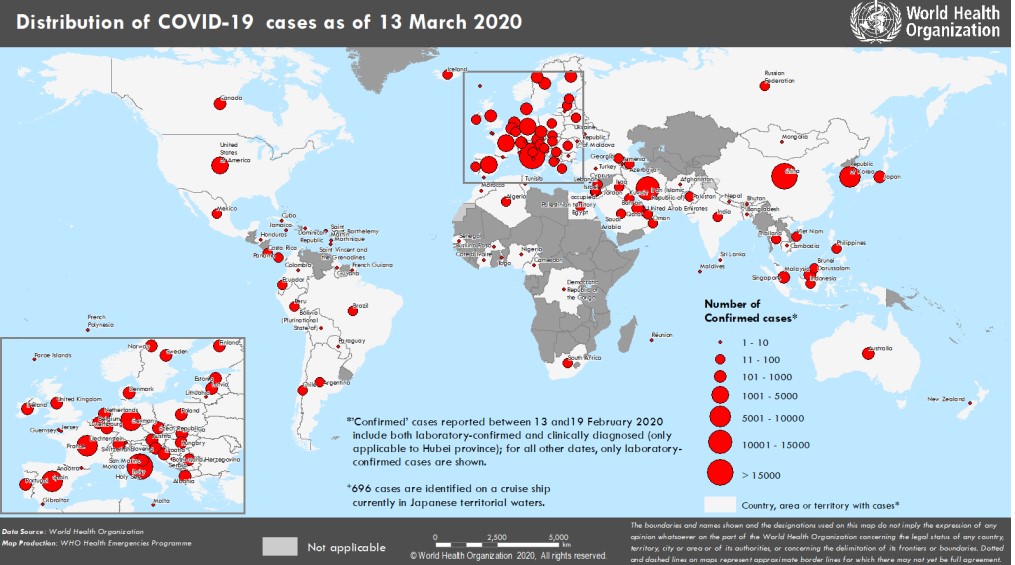 Distribution of COVID-19 cases as of 13 March 2020
World Health
Organization
Iceland
Russian
Federation
Canada
United
States
of America
Mexico
Cuba
Jamaica
Honduras
Dominican
Republic
Saint Barthelemy
Saint
Martin
Martinique
Saint Vincent and
the Grenadines
Costa Rica
Panama
Colombia
French Guiana
Guyana
Ecuador
Peru
Brazil
Bolivia
(Plurinational
State of)
Paraguay
Chile
Argentina
French
Polynesia
Ukraine
Republic
of Moldova
Georgia
Armenia
Turkey
Azerbaijan
Cyprus
Lebanon
Israel
Iraq
Jordan
Iran (Islamic
Republic of)
Afghanistan
Pakistan
Kuwait
Bahrain
Qatar
United Arab Emirates
Oman
Saudi
Arabia
occupied
Palestinian territory
Egypt
Tunisia
Morocco
Algeria
Senegal
Burkina Faso
Cote d Ivoire
Togo
Nigeria
Cameroon
Democratic
Republic of
the Congo
South Africa
Réunion
Mongolia
China
Republic
of Korea
Japan
Nepal
Bhutan
Bangladesh
India
Sri Lanka
Maldives
Thailand
Viet Nam
Cambodia
Philippines
Malaysia
Brunei
Darussalam
Singapore
Indonesia
Australia
New Zealand
Faroe Islands
Norway
Sweden
Finland
Estonia
Latvia
Lithuania
Denmark
Ireland
United Kingdom
Netherlands
Belgium
Luxembourg
Germany
Poland
Guernsey
Jersey
Czech Republic
France
Liechtenstein
Austria
Hungary
Switzerland
Slovenia
Croatia
San Marino
Monaco
Bosnia and Herzegovina
Serbia
Andorra
Italy
Holy See
Portugal
Spain
Albania
Gibraltar
Malta
Number of
Confirmed cases*
1 - 10
11 - 100
101 - 1000
1001 - 5000
5001 - 10000
10001 - 15000
> 15000
Country, area or territory with cases*
*'Confirmed' cases reported between 13 and19 February 2020
include both laboratory-confirmed and clinically diagnosed (only
applicable to Hubei province); for all other dates, only laboratory-
confirmed cases are shown.
*696 cases are identified on a cruise ship
currently in Japanese territorial waters.
Data Source: World Health Organization
Map Production: WHO Health Emergencies Programme
Not applicable
0 2,500 5,000
km
© World Health Organization 2020, All rights reserved.
The boundaries and names shown and the designations used on this map do not imply the expression of any
opinion whatsoever on the part of the World Health Organization concerning the legal status of any country,
territory, city or area or of its authorities, or concerning the delimitation of its frontiers or boundaries. Dotted
and dashed lines on maps represent approximate border lines for which there may not yet be full agreement.